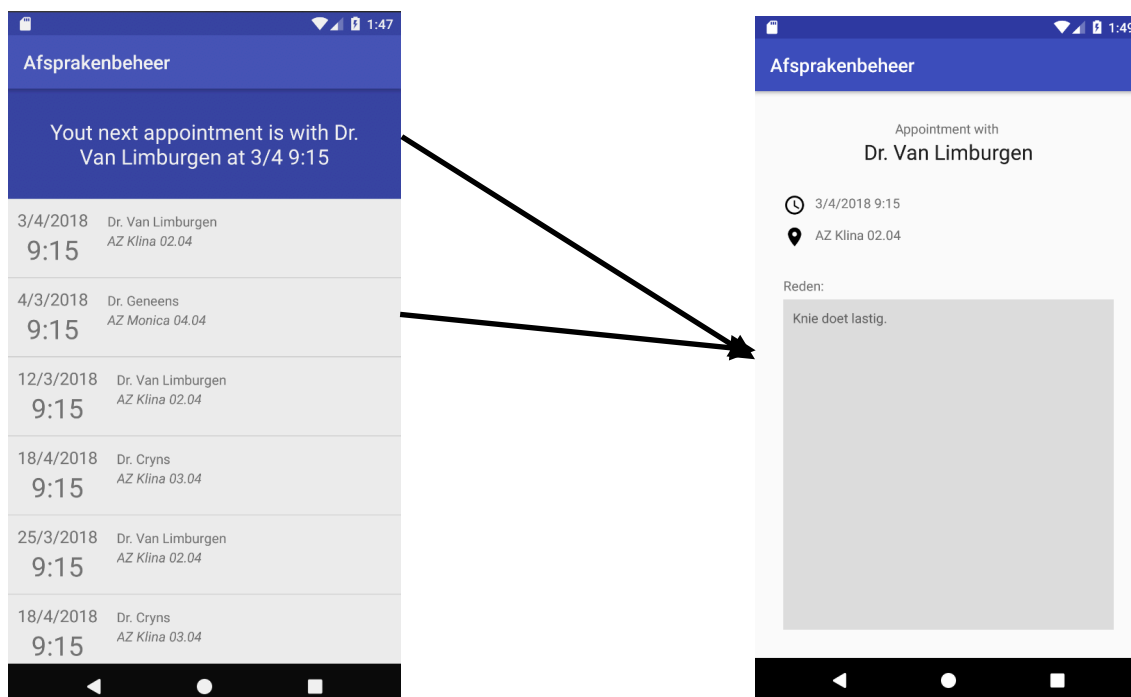 1:47
Afsprakenbeheer
Yout next appointment is with Dr.
Van Limburgen at 3/4 9:15
3/4/2018 Dr. Van Limburgen
9:15 AZ Klina 02.04
4/3/2018 Dr. Geneens
9:15 AZ Monica 04.04
12/3/2018 Dr. Van Limburgen
9:15 AZ Klina 02.04
18/4/2018 Dr. Cryns
9:15 AZ Klina 03.04
25/3/2018 Dr. Van Limburgen
9:15 AZ Klina 02.04
18/4/2018 Dr. Cryns
9:15 AZ Klina 03.04
1:49
Afsprakenbeheer
Appointment with
Dr. Van Limburgen
3/4/2018 9:15
AZ Klina 02.04
Reden:
Knie doet lastig.